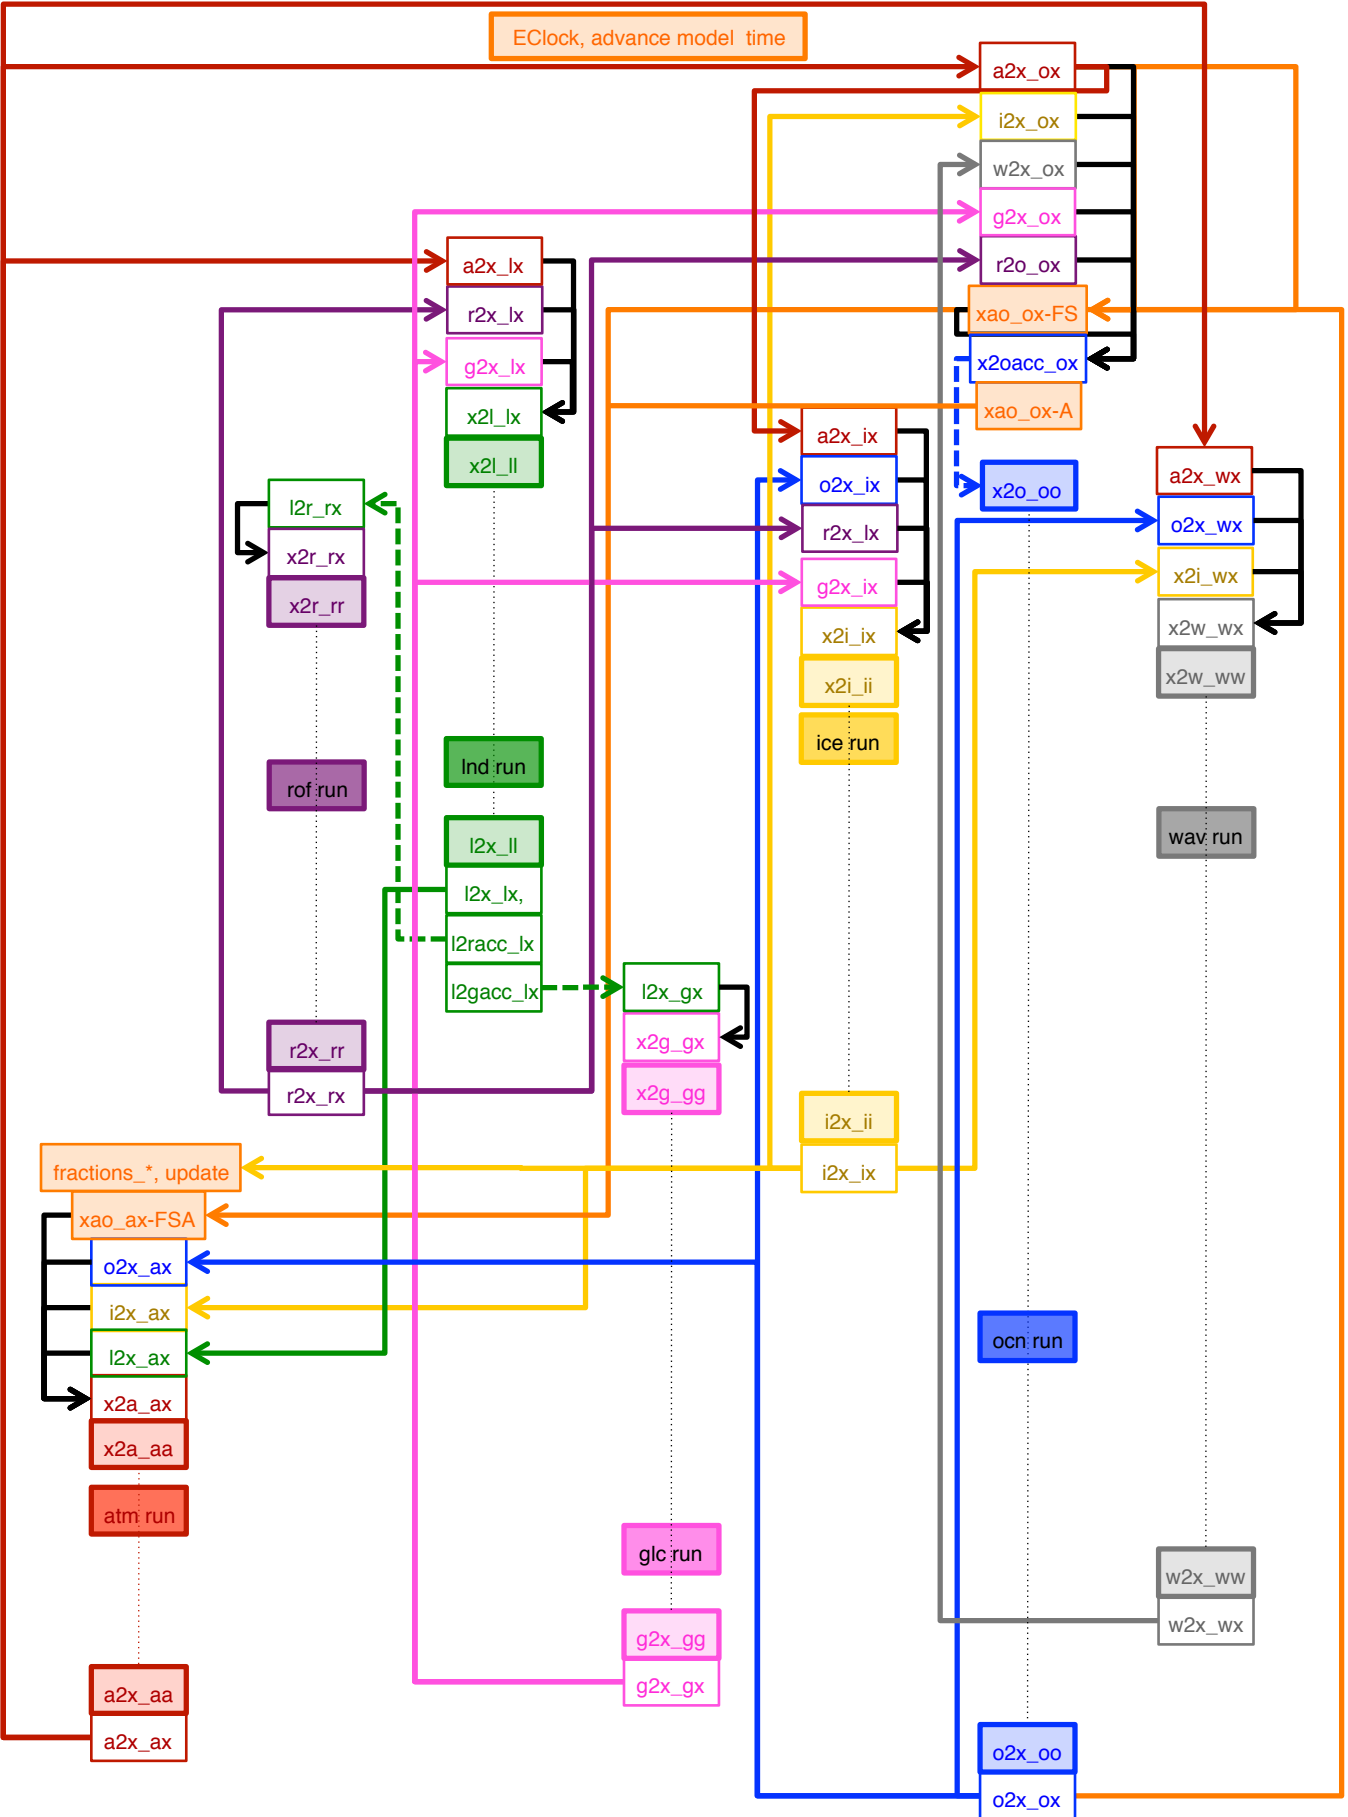 EClock, advance model  time
a2x_ox
i2x_ox
w2x_ox
g2x_ox
r2o_ox
xao_ox-FS
x2oacc_ox
xao_ox-A
x2o_oo
a2x_lx
r2x_lx
g2x_lx
x2l_lx
x2l_ll
a2x_ix
o2x_ix
r2x_lx
g2x_ix
x2i_ix
x2i_ii
ice run
a2x_wx
o2x_wx
x2i_wx
x2w_wx
x2w_ww
l2r_rx
x2r_rx
x2r_rr
rof run
lnd run
wav run
l2x_ll
l2x_lx,
l2racc_lx
l2gacc_lx
l2x_gx
x2g_gx
x2g_gg
r2x_rr
r2x_rx
i2x_ii
i2x_ix
fractions_*, update
xao_ax-FSA
o2x_ax
i2x_ax
l2x_ax
x2a_ax
x2a_aa
atm run
ocn run
glc run
w2x_ww
w2x_wx
g2x_gg
g2x_gx
a2x_aa
a2x_ax
o2x_oo
o2x_ox